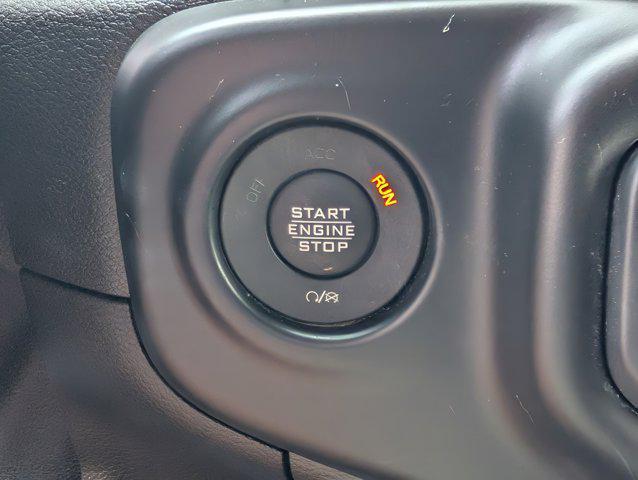 ACC
OFF
RUN
START
ENGINE
STOP